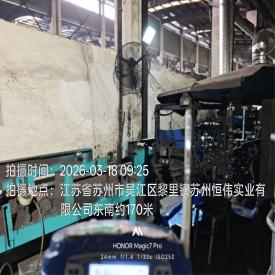 拍摄时间：2026-03-18 09:25
拍摄地点：江苏省苏州市吴江区黎里镇苏州恒伟实业有
限公司东南约170米
HONOR Magic7 Pro
24mm f/1.4 1/33s ISO250